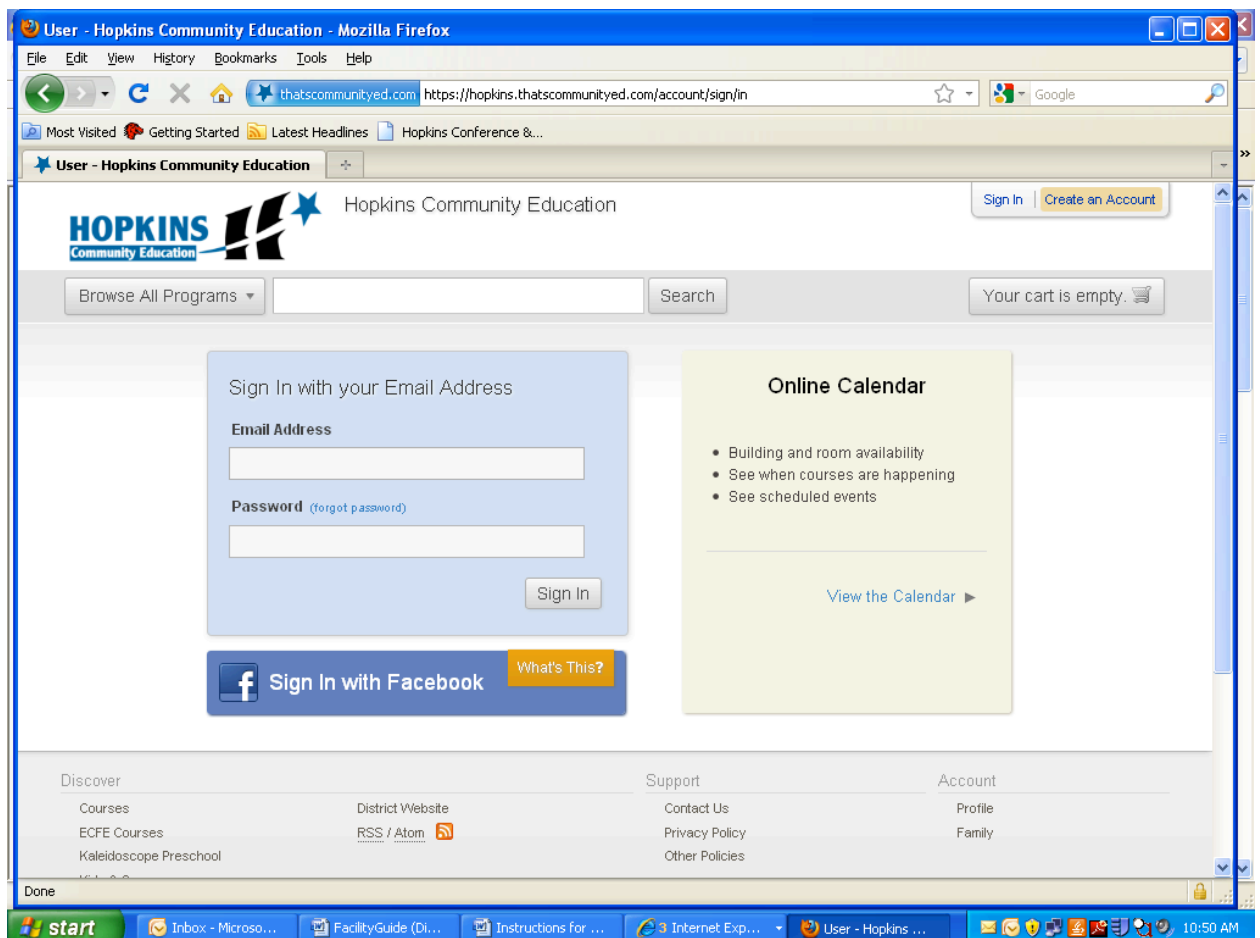 User - Hopkins Community Education - Mozilla Firefox
File Edit View History Bookmarks Tools Help
thatscommunityed.com https://hopkins.thatscommunityed.com/account/sign/in Google
Most Visited Getting Started Latest Headlines Hopkins Conference &...
User - Hopkins Community Education
HOPKINS
Community Education
Hopkins Community Education
Sign In Create an Account
Browse All Programs Search Your cart is empty.
Sign In with your Email Address
Email Address
Password (forgot password)
Sign In
Sign In with Facebook What's This?
Online Calendar
• Building and room availability
• See when courses are happening
• See scheduled events
View the Calendar
Discover Support Account
Courses District Website Contact Us Profile
ECFE Courses RSS / Atom Privacy Policy Family
Kaleidoscope Preschool Other Policies
Done
start Inbox - Microso... FacilityGuide (Di... Instructions for ... 3 Internet Exp... User - Hopkins ... 10:50 AM